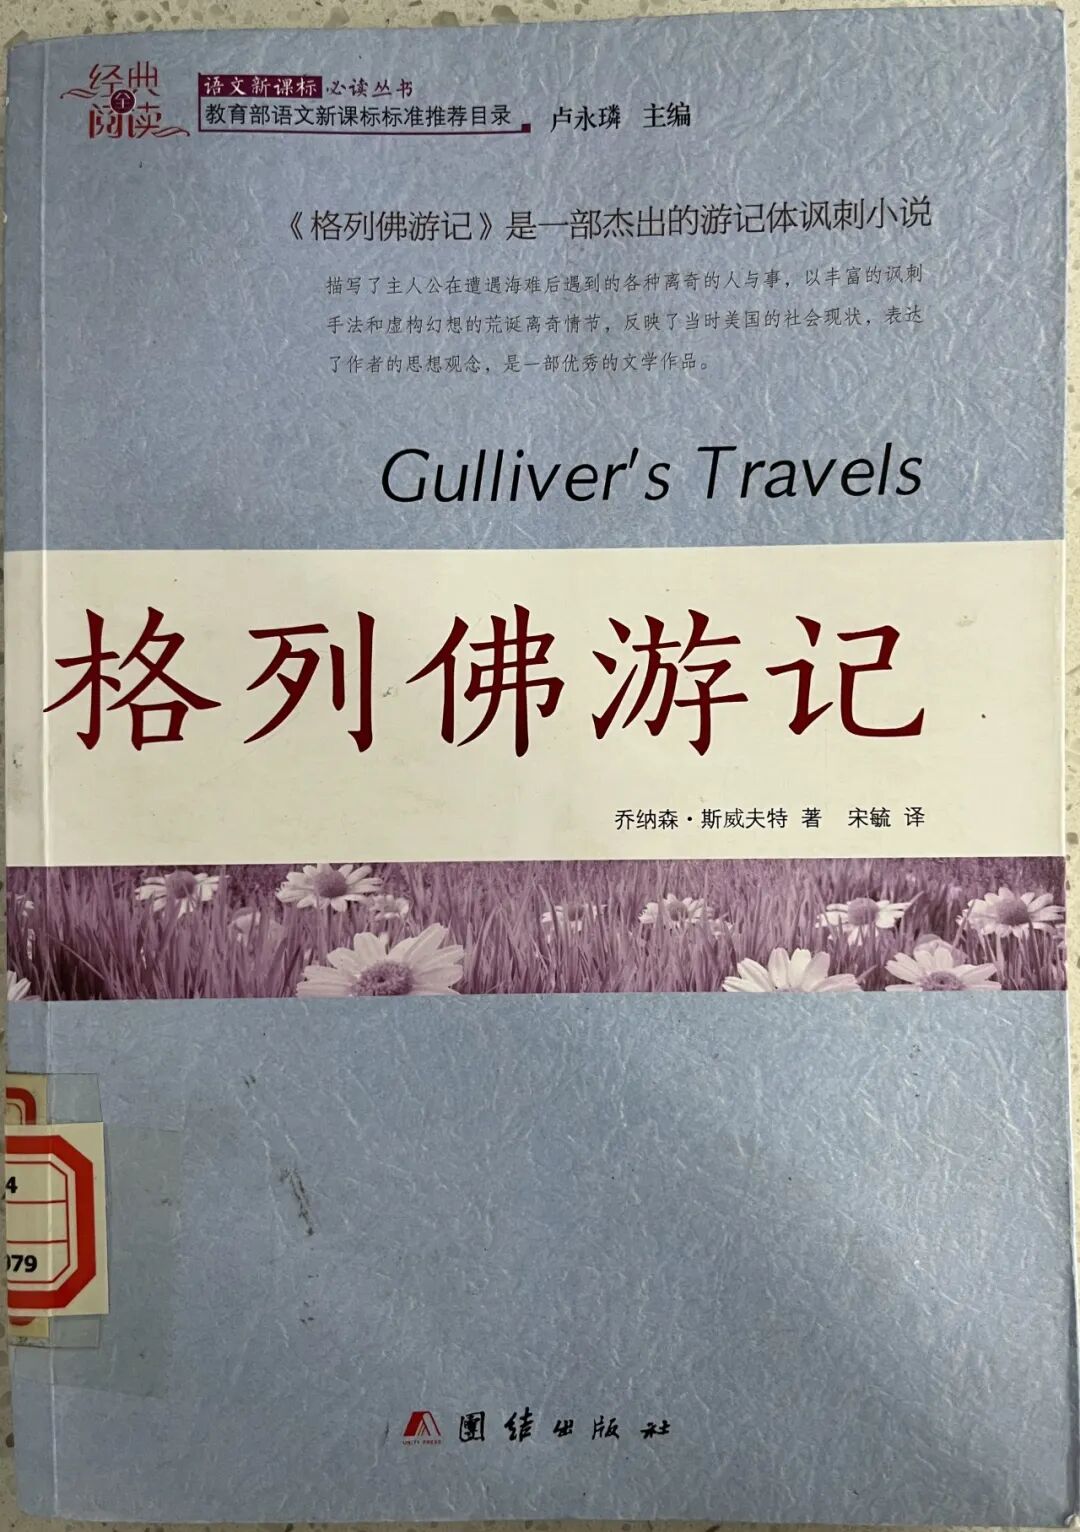 经典
全
阅读
语文新课标 必读丛书
教育部语文新课标标准推荐目录
卢永璘 主编
《格列佛游记》是一部杰出的游记体讽刺小说
描写了主人公在遭遇海难后遇到的各种离奇的人与事，以丰富的讽刺
手法和虚构幻想的荒诞离奇情节，反映了当时美国的社会现状，表达
了作者的思想观念，是一部优秀的文学作品。
Gulliver's Travels
格列佛游记
乔纳森·斯威夫特 著 宋毓 译
4
079
UNITY PRESS
團结出版社